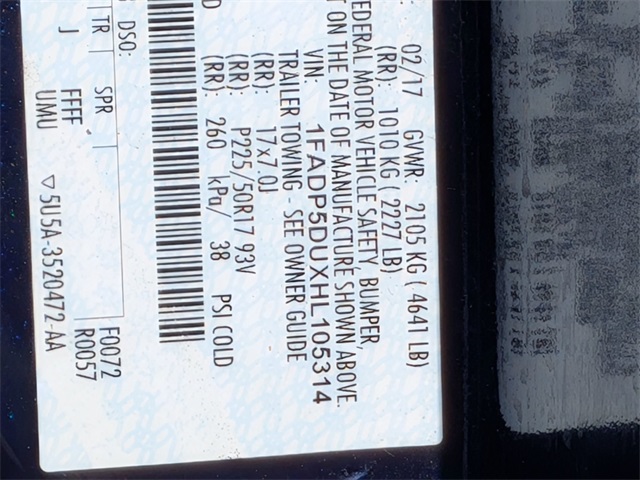 : 02/17 GVWR: 2105 KG ( 4641 LB)
(RR): 1010 KG ( 2227 LB)
FEDERAL MOTOR VEHICLE SAFETY, BUMPER,
T ON THE DATE OF MANUFACTURE SHOWN ABOVE.
VIN: 1FADP5DUXHL105314
TRAILER TOWING - SEE OWNER GUIDE
(RR): 17x7.0J
(RR): P225/50R17 93V
(RR): 260 kPa/ 38 PSI COLD
DSO:
TR SPR F0072
J FFFF R0057
UMU ▽5U5A-3520472-AA